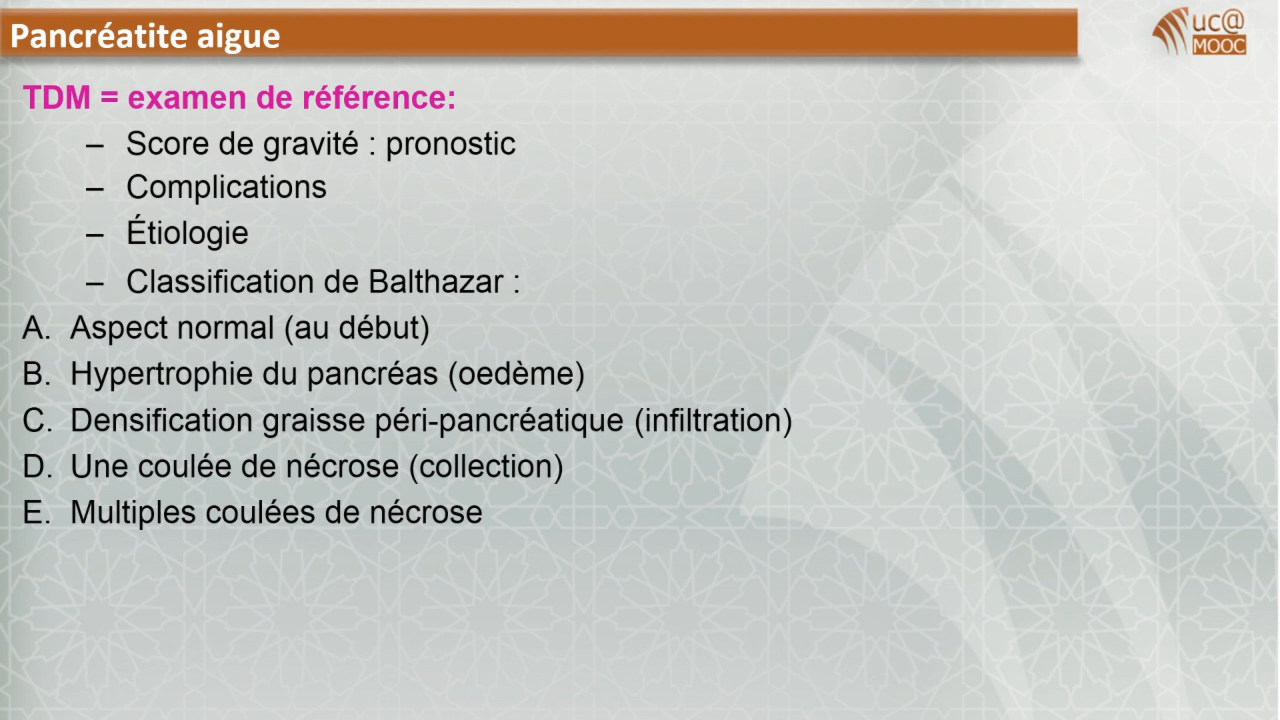 Pancréatite aigue
uc@
MOOC
TDM = examen de référence:
– Score de gravité : pronostic
– Complications
– Étiologie
– Classification de Balthazar :
A. Aspect normal (au début)
B. Hypertrophie du pancréas (oedème)
C. Densification graisse péri-pancréatique (infiltration)
D. Une coulée de nécrose (collection)
E. Multiples coulées de nécrose